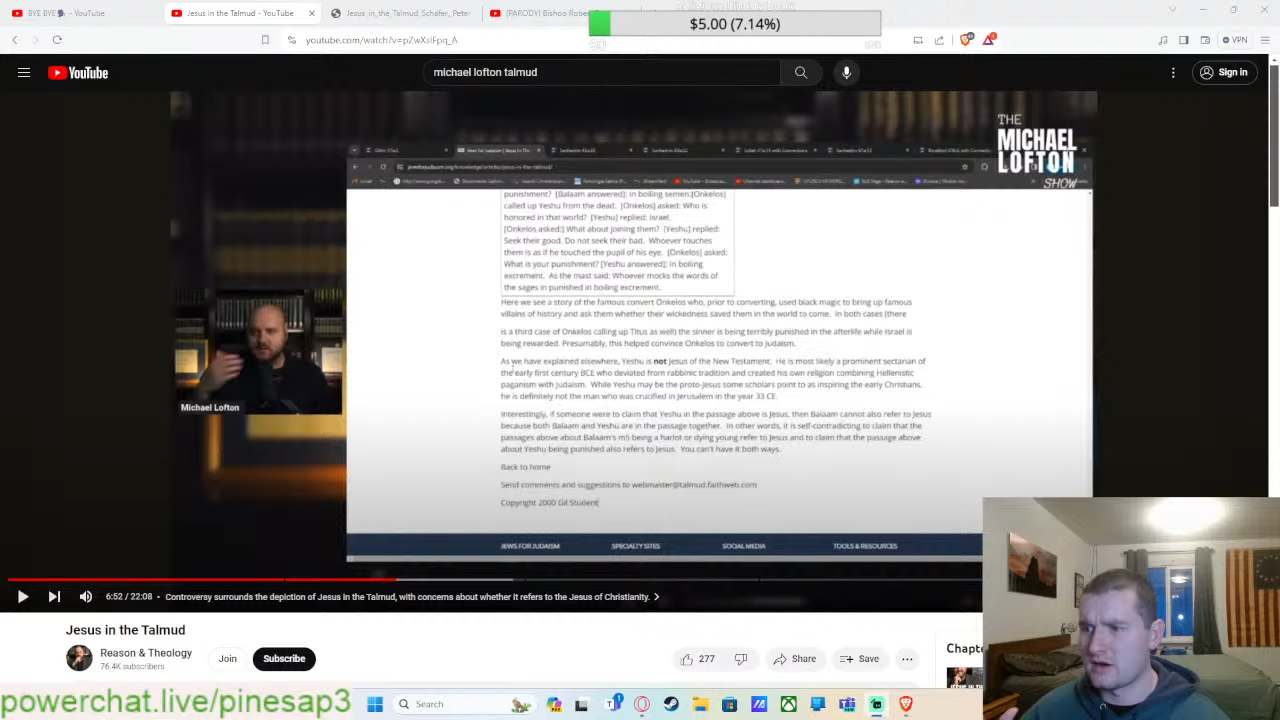 BYE BYE - YouTube
Jesus in the Talmud - YouTube
Jesus_in_the_Talmud_Schäfer_Peter
(PARODY) Bishop Rober
$5.00 (7.14%)
youtube.com/watch?v=pZwXsIFpq_A
VPN
YouTube
michael lofton talmud
Sign in
THE
MICHAEL
LOFTON
SHOW
punishment? [Balaam answered]: In boiling semen.[Onkelos]
called up Yeshu from the dead. [Onkelos] asked: Who is
honored in that world? [Yeshu] replied: Israel.
[Onkelos asked:] What about joining them? [Yeshu] replied:
Seek their good. Do not seek their bad. Whoever touches
them is as if he touched the pupil of his eye. [Onkelos] asked:
What is your punishment? [Yeshu answered]: In boiling
excrement. As the mast said: Whoever mocks the words of
the sages in punished in boiling excrement.
Here we see a story of the famous convert Onkelos who, prior to converting, used black magic to bring up famous
villains of history and ask them whether their wickedness saved them in the world to come. In both cases (there
is a third case of Onkelos calling up Titus as well) the sinner is being terribly punished in the afterlife while Israel is
being rewarded. Presumably, this helped convince Onkelos to convert to Judaism.
As we have explained elsewhere, Yeshu is not Jesus of the New Testament. He is most likely a prominent sectarian of
the early first century BCE who deviated from rabbinic tradition and created his own religion combining Hellenistic
paganism with Judaism. While Yeshu may be the proto-Jesus some scholars point to as inspiring the early Christians,
he is definitely not the man who was crucified in Jerusalem in the year 33 CE.
Interestingly, if someone were to claim that Yeshu in the passage above is Jesus, then Balaam cannot also refer to Jesus
because both Balaam and Yeshu are in the passage together. In other words, it is self-contradicting to claim that the
passages above about Balaam's m5 being a harlot or dying young refer to Jesus and to claim that the passage above
about Yeshu being punished also refers to Jesus. You can't have it both ways.
Back to home
Send comments and suggestions to webmaster@talmud.faithweb.com
Copyright 2000 Gil Student
JEWS FOR JUDAISM SPECIALTY SITES SOCIAL MEDIA TOOLS & RESOURCES
Michael Lofton
6:52 / 22:08 • Controversy surrounds the depiction of Jesus in the Talmud, with concerns about whether it refers to the Jesus of Christianity.
Jesus in the Talmud
Reason & Theology
76.4K subscribers
Join
Subscribe
277
Share
Save
Chapte
powerchat.live/pinesap3
Search